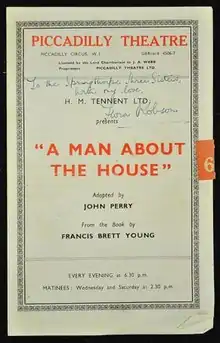 PICCADILLY THEATRE
PICCADILLY CIRCUS, W.1
Licensed by the Lord Chamberlain to J. A. WEBB
Proprietors PICCADILLY THEATRE LTD.
To the
with my love,
H. M. TENNENT LTD.
Flora Robson
presents
"A MAN ABOUT
THE HOUSE"
6
Adapted by
JOHN PERRY
From the Book by
FRANCIS BRETT YOUNG
EVERY EVENING at 6.30 p.m.
MATINEES: Wednesday and Saturday at 2.30 p.m.